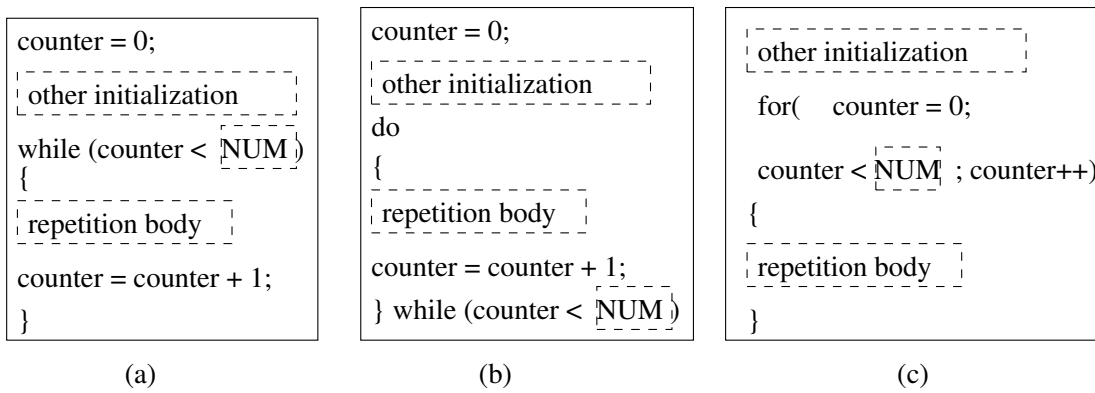 counter = 0;
other initialization
while (counter < NUM )
{
repetition body
counter = counter + 1;
}
(a)
counter = 0;
other initialization
do
{
repetition body
counter = counter + 1;
} while (counter < NUM )
(b)
other initialization
for( counter = 0;
counter < NUM ; counter++)
{
repetition body
}
(c)